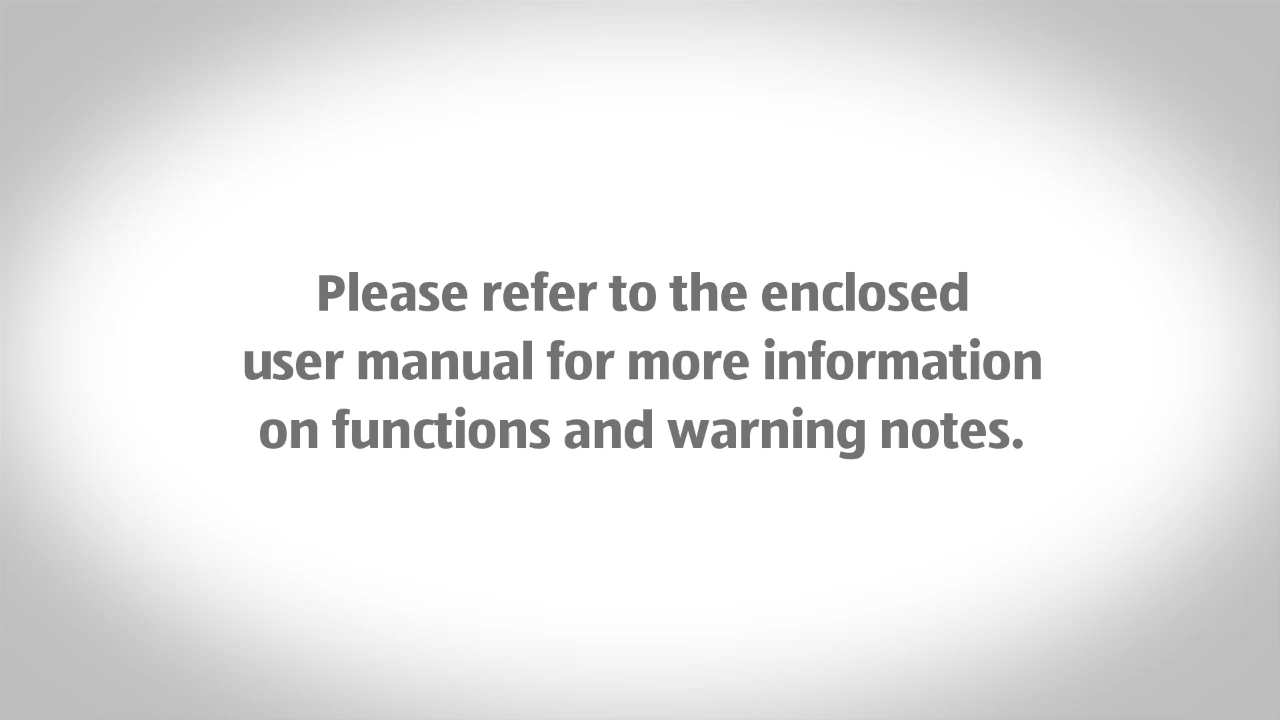 Please refer to the enclosed
user manual for more information
on functions and warning notes.